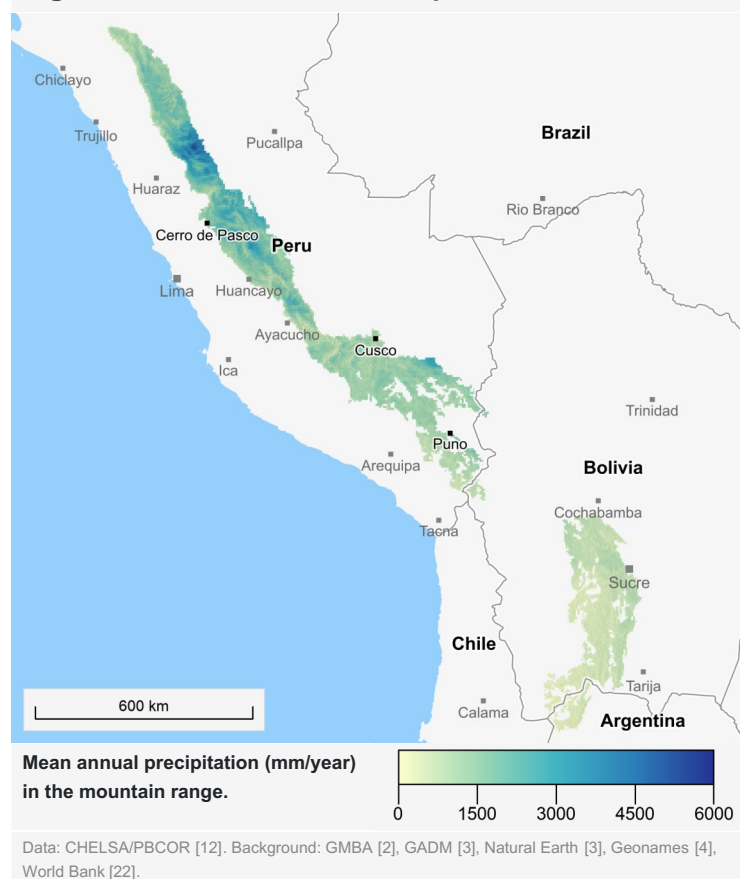 Chiclayo
Trujillo
Pucallpa
Brazil
Huaraz
Rio Branco
Cerro de Pasco
Peru
Lima
Huancayo
Ayacucho
Cusco
Ica
Trinidad
Puno
Arequipa
Bolivia
Cochabamba
Tacna
Sucre
Chile
Tarija
600 km
Calama
Argentina
Mean annual precipitation (mm/year)
in the mountain range.
0 1500 3000 4500 6000
Data: CHELSA/PBCOR [12]. Background: GMBA [2], GADM [3], Natural Earth [3], Geonames [4],
World Bank [22].